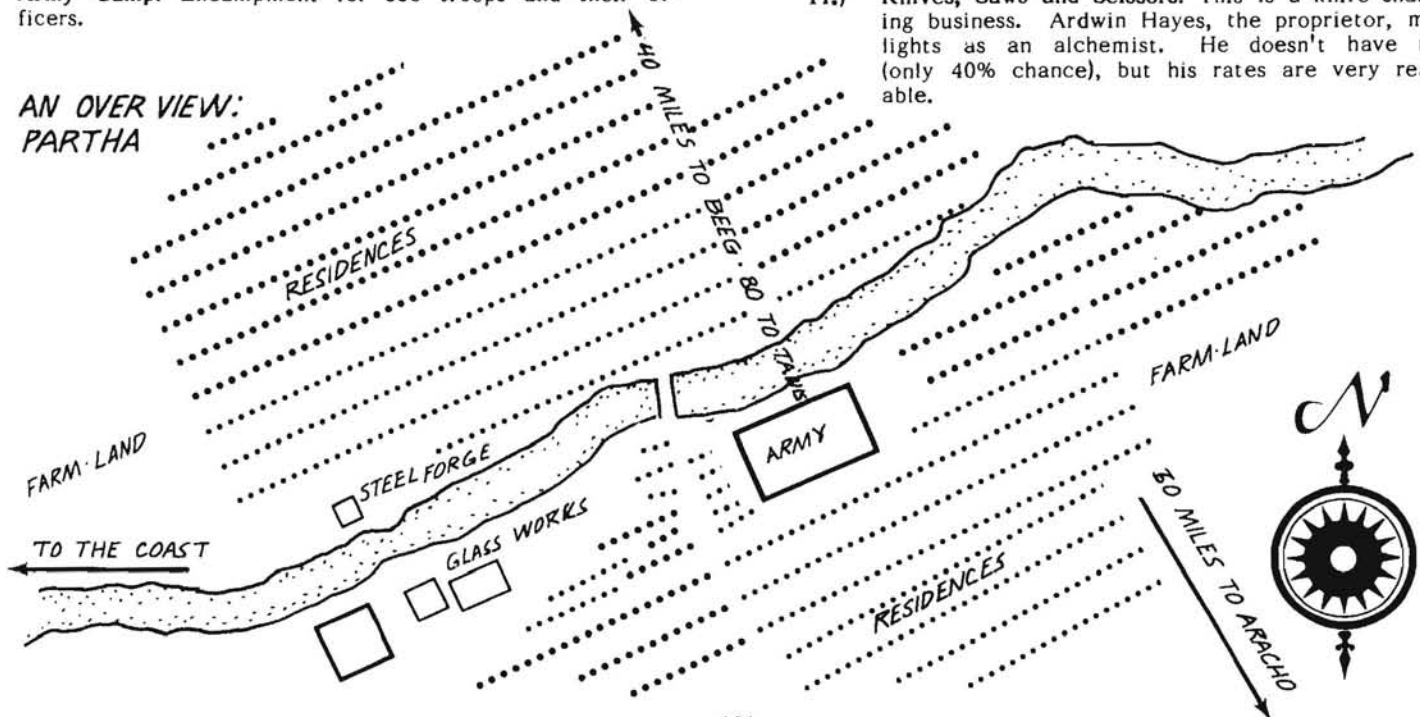 ficers.
ing business. Ardwin Hayes, the proprietor,
lights as an alchemist. He doesn't have
(only 40% chance), but his rates are very
able.
AN OVER VIEW:
PARTHA
40 MILES TO BEEG · 80 TO TANIS
RESIDENCES
FARM·LAND
ARMY
FARM·LAND
STEEL FORGE
N
GLASS WORKS
TO THE COAST
RESIDENCES
30 MILES TO ARACHO